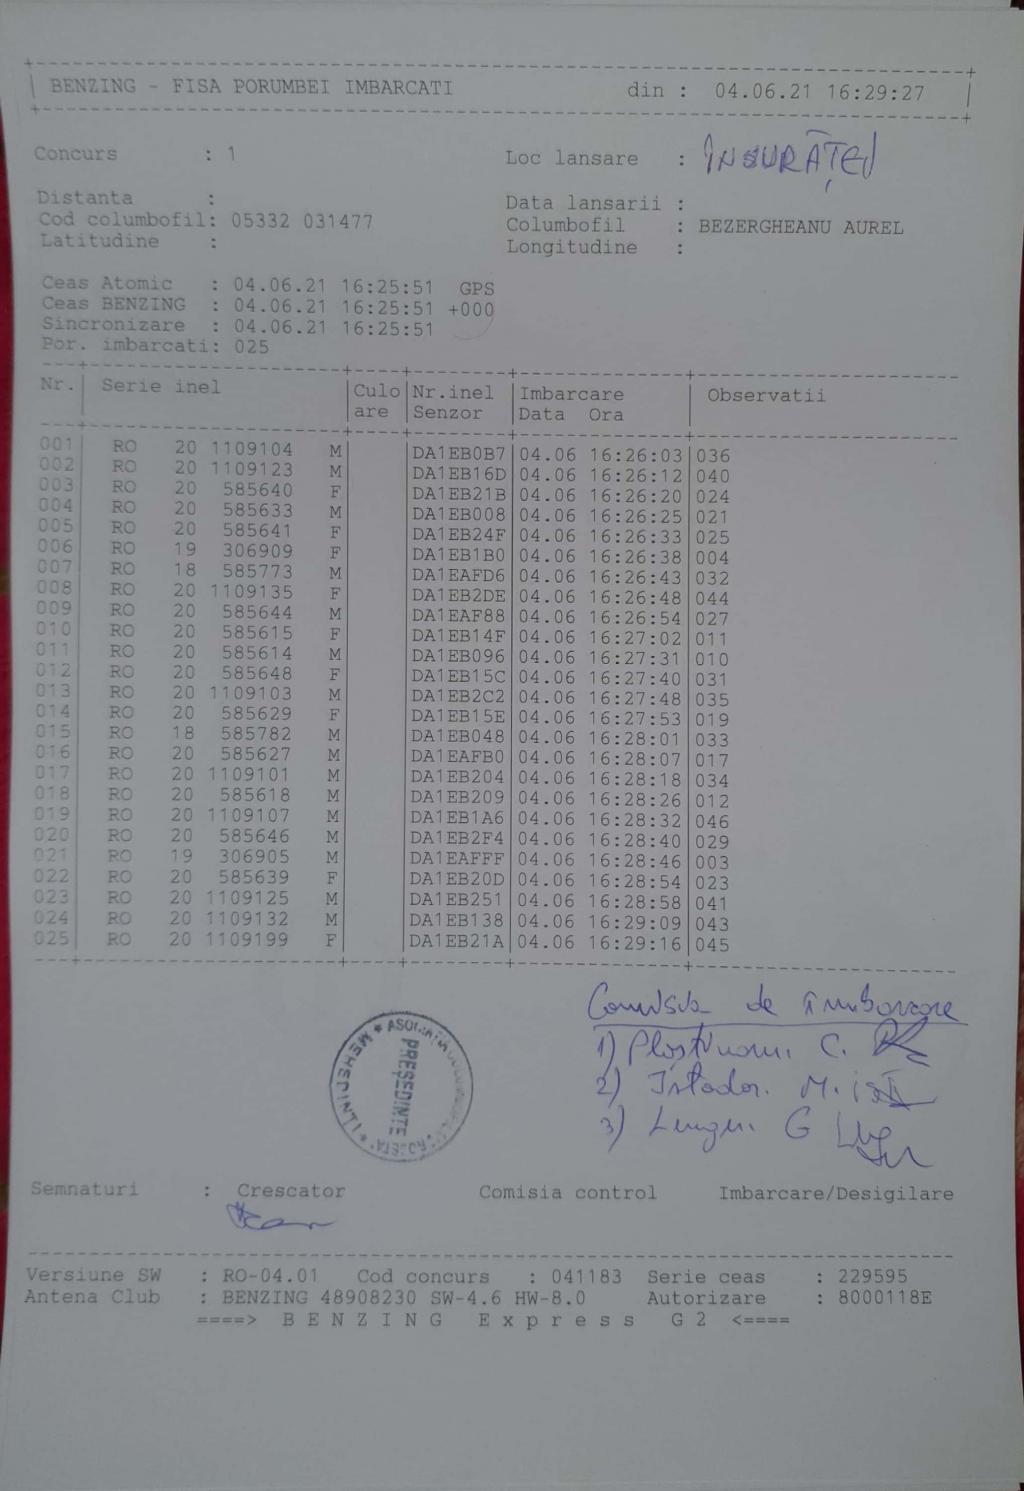 BENZING - FISA PORUMBEI IMBARCATI din : 04.06.21 16:29:27
Concurs : 1 Loc lansare : ÎNSURĂȚEI
Distanta : Data lansarii :
Cod columbofil: 05332 031477 Columbofil : BEZERGHEANU AUREL
Latitudine : Longitudine :
Ceas Atomic : 04.06.21 16:25:51 GPS
Ceas BENZING : 04.06.21 16:25:51 +000
Sincronizare : 04.06.21 16:25:51
Por. imbarcati: 025
Nr. Serie inel Culo Nr.inel Imbarcare Observatii
are Senzor Data Ora
001 RO 20 1109104 M DA1EB0B7 04.06 16:26:03 036
002 RO 20 1109123 M DA1EB16D 04.06 16:26:12 040
003 RO 20 585640 F DA1EB21B 04.06 16:26:20 024
004 RO 20 585633 M DA1EB008 04.06 16:26:25 021
005 RO 20 585641 F DA1EB24F 04.06 16:26:33 025
006 RO 19 306909 F DA1EB1B0 04.06 16:26:38 004
007 RO 18 585773 M DA1EAFD6 04.06 16:26:43 032
008 RO 20 1109135 F DA1EB2DE 04.06 16:26:48 044
009 RO 20 585644 M DA1EAF88 04.06 16:26:54 027
010 RO 20 585615 F DA1EB14F 04.06 16:27:02 011
011 RO 20 585614 M DA1EB096 04.06 16:27:31 010
012 RO 20 585648 F DA1EB15C 04.06 16:27:40 031
013 RO 20 1109103 M DA1EB2C2 04.06 16:27:48 035
014 RO 20 585629 F DA1EB15E 04.06 16:27:53 019
015 RO 18 585782 M DA1EB048 04.06 16:28:01 033
016 RO 20 585627 M DA1EAFB0 04.06 16:28:07 017
017 RO 20 1109101 M DA1EB204 04.06 16:28:18 034
018 RO 20 585618 M DA1EB209 04.06 16:28:26 012
019 RO 20 1109107 M DA1EB1A6 04.06 16:28:32 046
020 RO 20 585646 M DA1EB2F4 04.06 16:28:40 029
021 RO 19 306905 M DA1EAFFF 04.06 16:28:46 003
022 RO 20 585639 F DA1EB20D 04.06 16:28:54 023
023 RO 20 1109125 M DA1EB251 04.06 16:28:58 041
024 RO 20 1109132 M DA1EB138 04.06 16:29:09 043
025 RO 20 1109199 F DA1EB21A 04.06 16:29:16 045
Comisia de îmbarcare
1) C.
2) M.
3) G
PREȘEDINTE
Semnaturi : Crescator Comisia control Imbarcare/Desigilare
Versiune SW : RO-04.01 Cod concurs : 041183 Serie ceas : 229595
Antena Club : BENZING 48908230 SW-4.6 HW-8.0 Autorizare : 8000118E
====> B E N Z I N G E x p r e s s G 2 <====